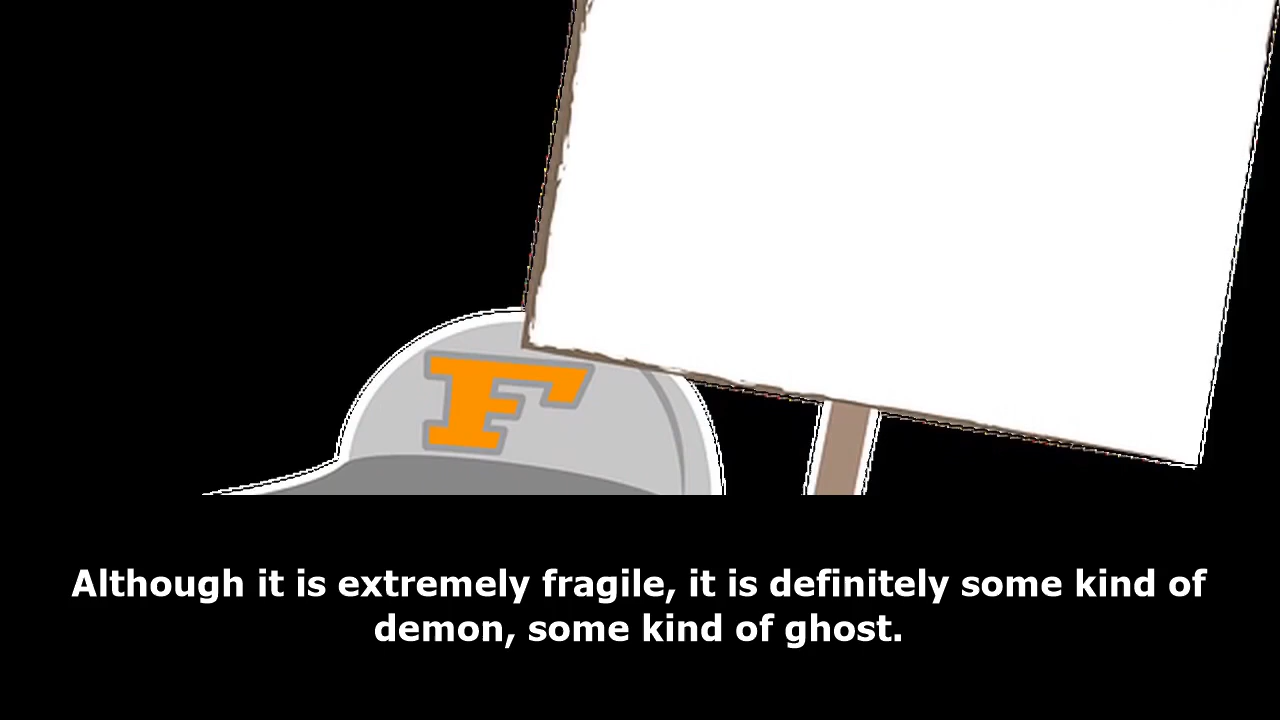 F
Although it is extremely fragile, it is definitely some kind of
demon, some kind of ghost.